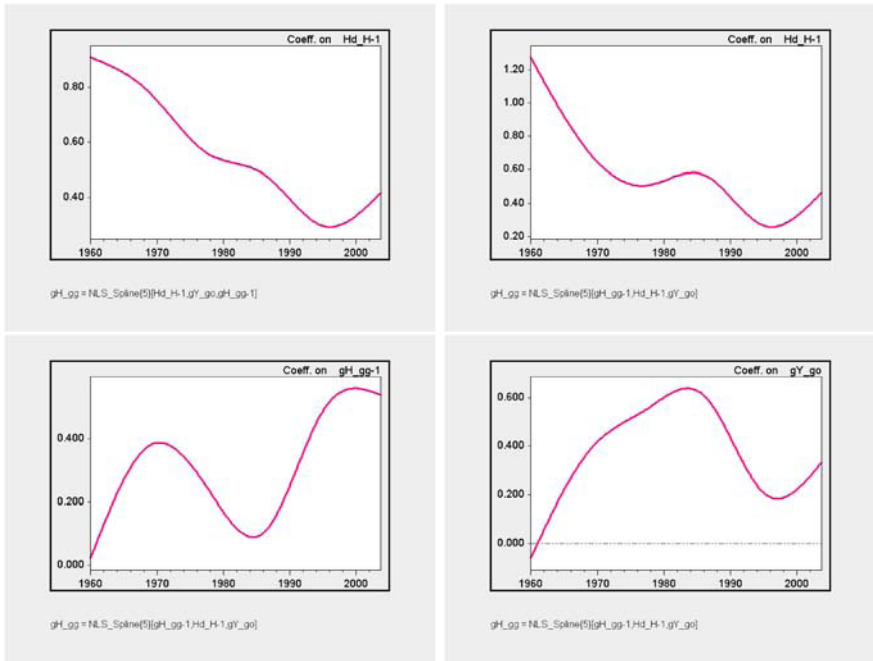 Coeff. on Hd_H-1
0.80
0.60
0.40
1960 1970 1980 1990 2000
gH_gg = NLS_Spline{5}[Hd_H-1,gY_go,gH_gg-1]
Coeff. on Hd_H-1
1.20
1.00
0.80
0.60
0.40
0.20
1960 1970 1980 1990 2000
gH_gg = NLS_Spline{5}[gH_gg-1,Hd_H-1,gY_go]
Coeff. on gH_gg-1
0.400
0.200
0.000
1960 1970 1980 1990 2000
gH_gg = NLS_Spline{5}[gH_gg-1,Hd_H-1,gY_go]
Coeff. on gY_go
0.600
0.400
0.200
0.000
1960 1970 1980 1990 2000
gH_gg = NLS_Spline{5}[gH_gg-1,Hd_H-1,gY_go]